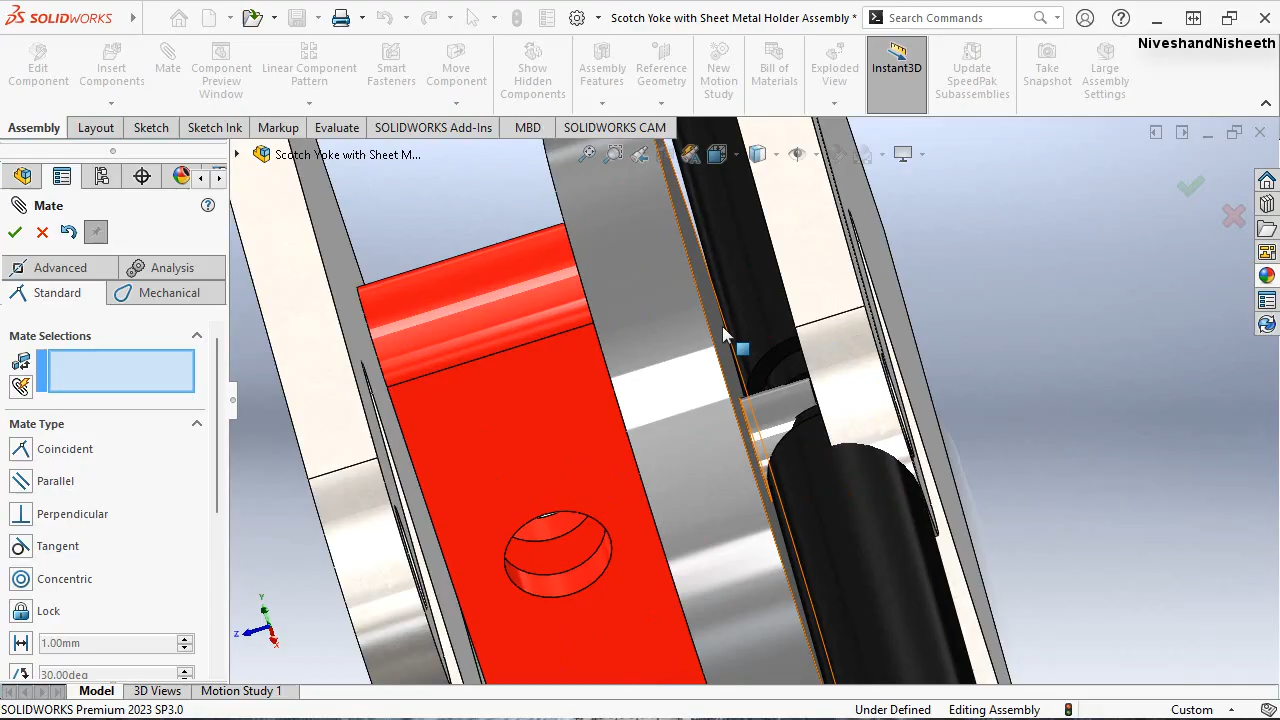 SOLIDWORKS
Scotch Yoke with Sheet Metal Holder Assembly *
Search Commands
NiveshandNisheeth
Edit Component
Insert Components
Mate
Component Preview Window
Linear Component Pattern
Smart Fasteners
Move Component
Show Hidden Components
Assembly Features
Reference Geometry
New Motion Study
Bill of Materials
Exploded View
Instant3D
Update SpeedPak Subassemblies
Take Snapshot
Large Assembly Settings
Assembly
Layout
Sketch
Sketch Ink
Markup
Evaluate
SOLIDWORKS Add-Ins
MBD
SOLIDWORKS CAM
Scotch Yoke with Sheet M...
Mate
Advanced
Analysis
Standard
Mechanical
Mate Selections
Mate Type
Coincident
Parallel
Perpendicular
Tangent
Concentric
Lock
1.00mm
30.00deg
Y
Z
X
Model
3D Views
Motion Study 1
SOLIDWORKS Premium 2023 SP3.0
Under Defined
Editing Assembly
Custom